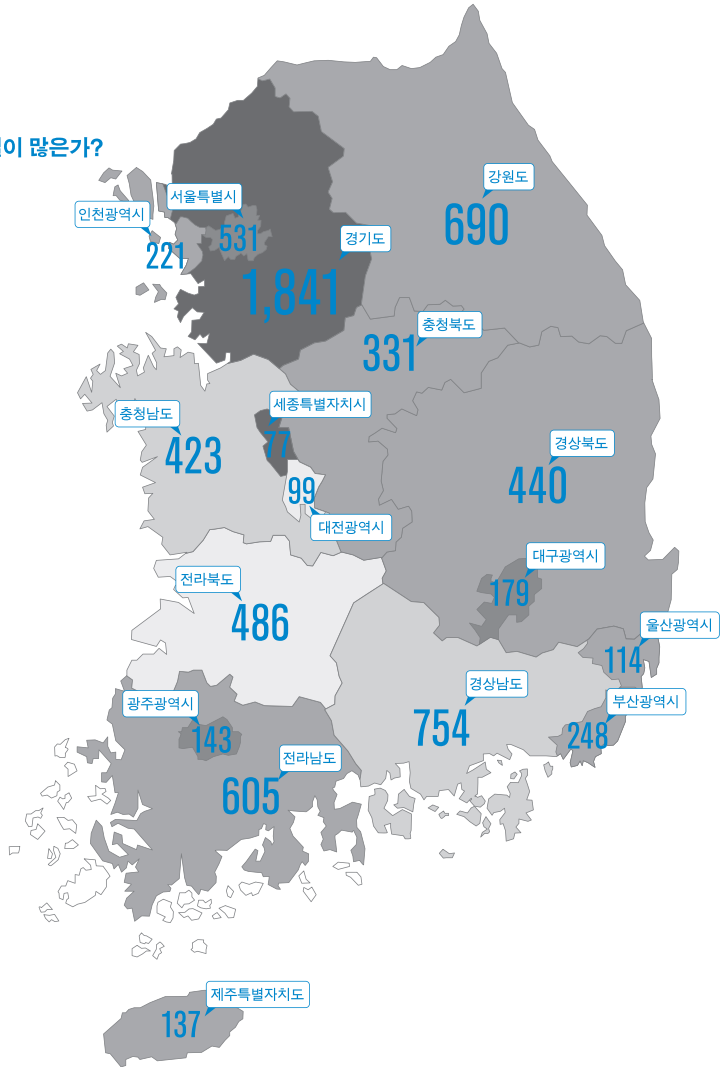 이 많은가?
강원도
690
서울특별시
531
인천광역시
221
경기도
1,841
충청북도
331
세종특별자치시
77
충청남도
423
경상북도
440
99
대전광역시
대구광역시
179
전라북도
486
울산광역시
114
경상남도
754
부산광역시
248
광주광역시
143
전라남도
605
제주특별자치도
137